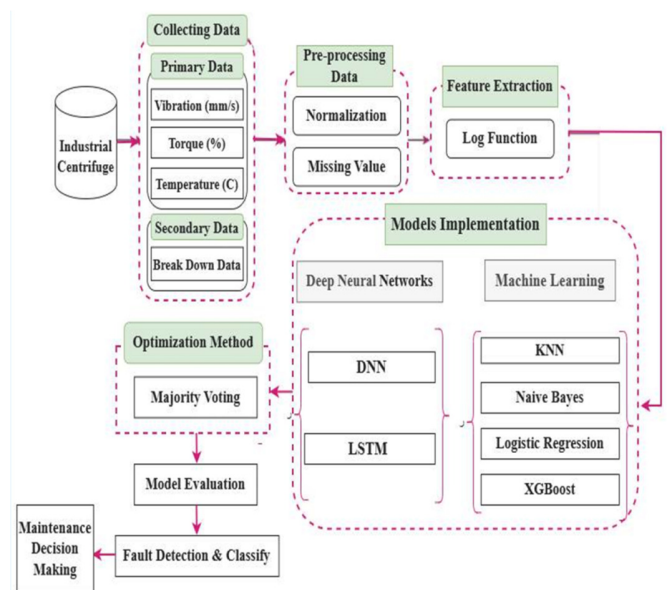 Collecting Data
Primary Data
Vibration (mm/s)
Torque (%)
Temperature (C)
Secondary Data
Break Down Data
Industrial
Centrifuge
Pre-processing
Data
Normalization
Missing Value
Feature Extraction
Log Function
Models Implementation
Deep Neural Networks
DNN
LSTM
Machine Learning
KNN
Naive Bayes
Logistic Regression
XGBoost
Optimization Method
Majority Voting
Model Evaluation
Fault Detection & Classify
Maintenance
Decision
Making